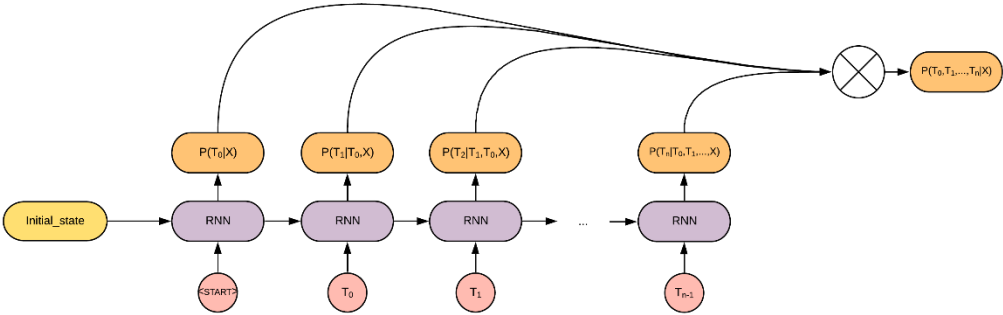 P(T₀,T₁,...,Tₙ|X)
P(T₀|X)
P(T₁|T₀,X)
P(T₂|T₁,T₀,X)
P(Tₙ|T₀,T₁,...,X)
Initial_state
RNN
RNN
RNN
...
RNN
<START>
T₀
T₁
Tₙ₋₁